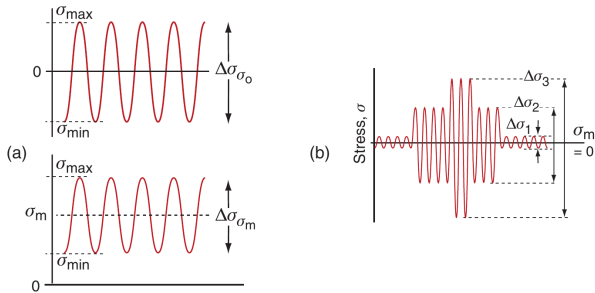 σmax
0
Δσσo
σmin
(a)
σmax
σm
Δσσm
σmin
0
Stress, σ
(b)
Δσ3
Δσ2
Δσ1
σm
= 0